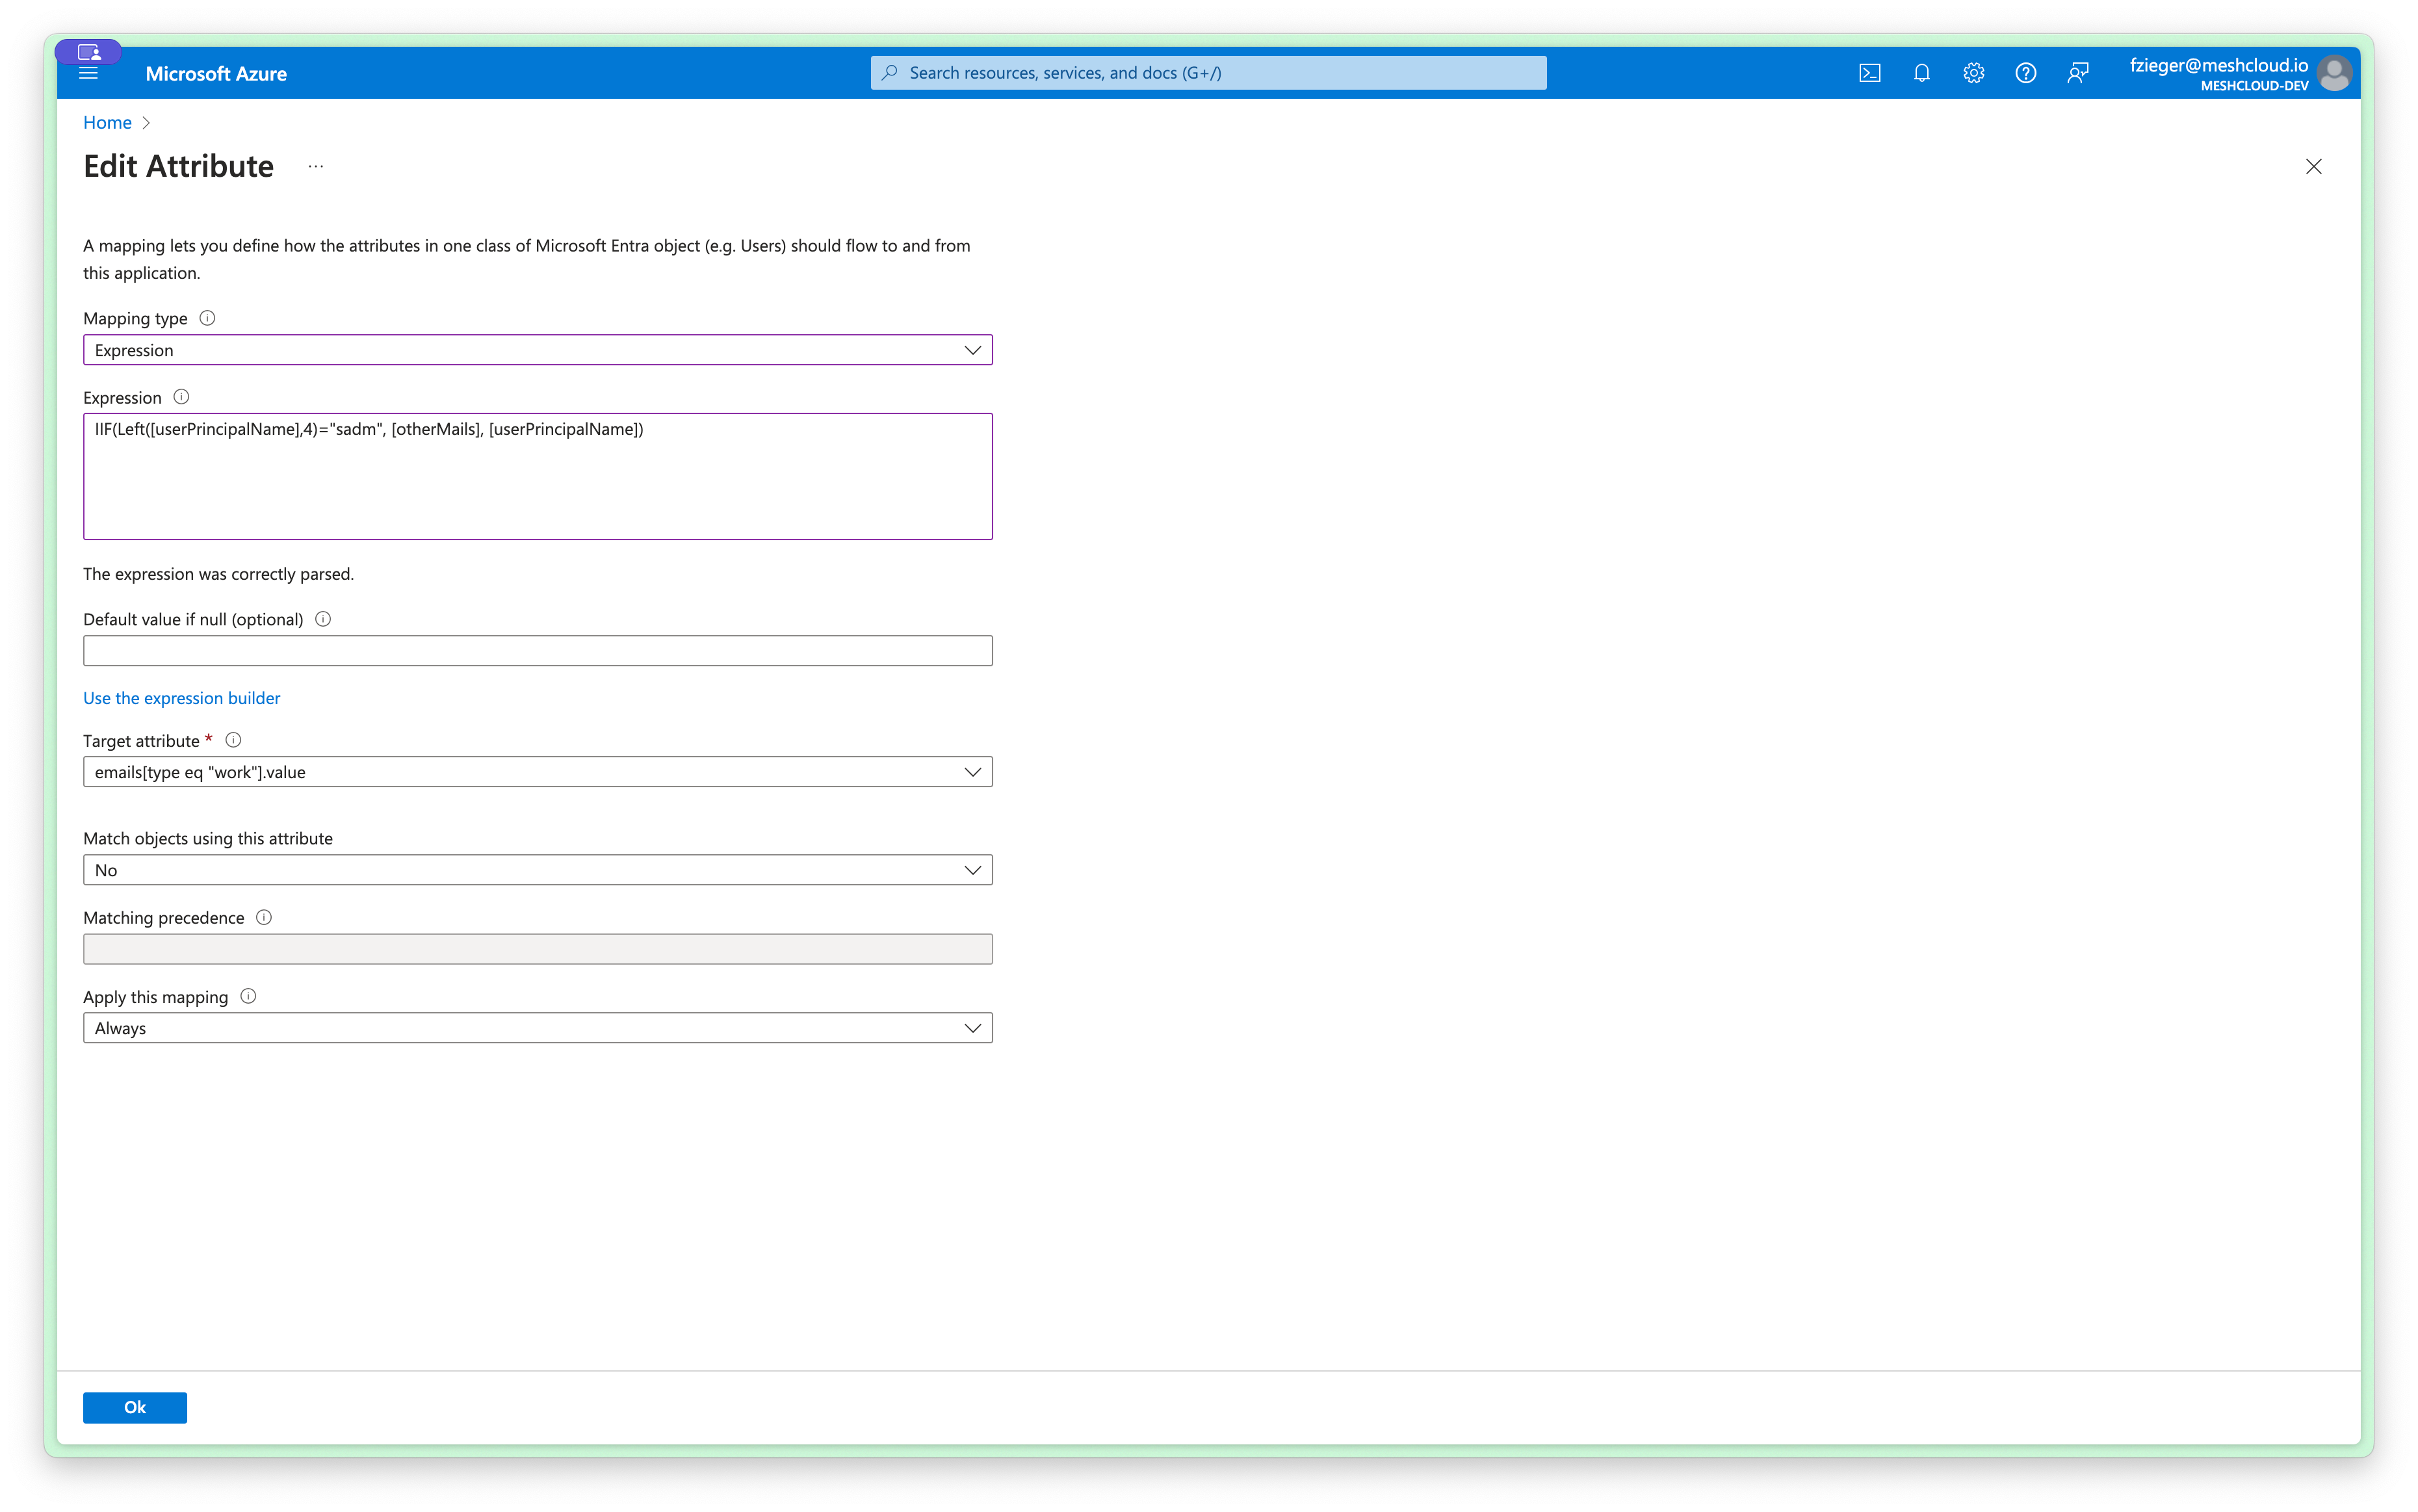 Microsoft Azure
Search resources, services, and docs (G+/)
fzieger@meshcloud.io
MESHCLOUD-DEV
Home
Edit Attribute
A mapping lets you define how the attributes in one class of Microsoft Entra object (e.g. Users) should flow to and from
this application.
Mapping type
Expression
Expression
IIF(Left([userPrincipalName],4)="sadm", [otherMails], [userPrincipalName])
The expression was correctly parsed.
Default value if null (optional)
Use the expression builder
Target attribute *
emails[type eq "work"].value
Match objects using this attribute
No
Matching precedence
Apply this mapping
Always
Ok